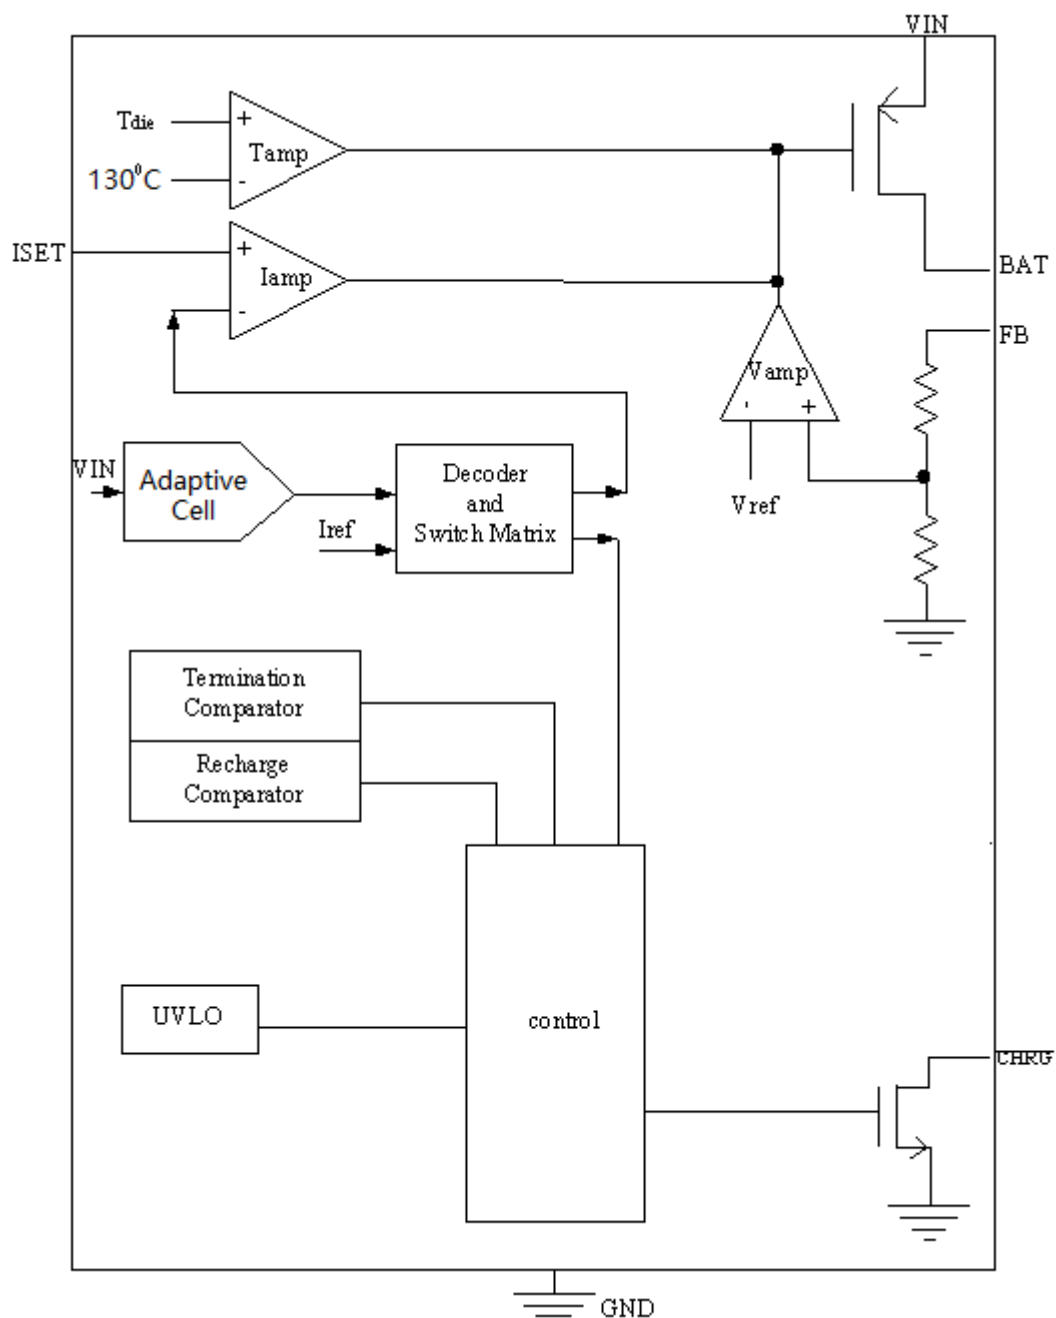 VIN
Tdie
+
Tamp
130⁰C
-
ISET
+
Iamp
-
BAT
FB
Vamp
- +
VIN
Adaptive
Cell
Decoder
and
Switch Matrix
Iref
Vref
Termination
Comparator
Recharge
Comparator
UVLO
control
CHRG
GND